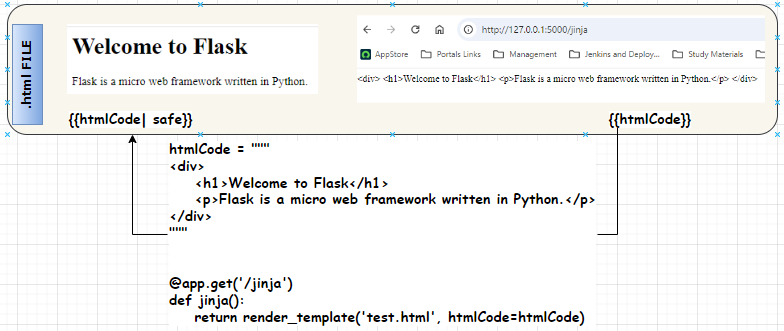 .html FILE
Welcome to Flask
Flask is a micro web framework written in Python.
{{htmlCode| safe}}
http://127.0.0.1:5000/jinja
AppStore Portals Links Management Jenkins and Deploy... Study Materials
<div> <h1>Welcome to Flask</h1> <p>Flask is a micro web framework written in Python.</p> </div>
{{htmlCode}}
htmlCode = """
<div>
<h1>Welcome to Flask</h1>
<p>Flask is a micro web framework written in Python.</p>
</div>
"""
@app.get('/jinja')
def jinja():
return render_template('test.html', htmlCode=htmlCode)